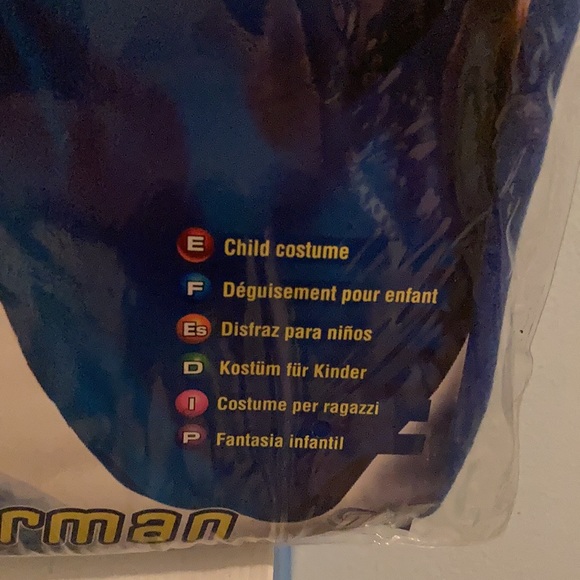 E Child costume
F Déguisement pour enfant
Es Disfraz para niños
D Kostüm für Kinder
I Costume per ragazzi
P Fantasia infantil
rman